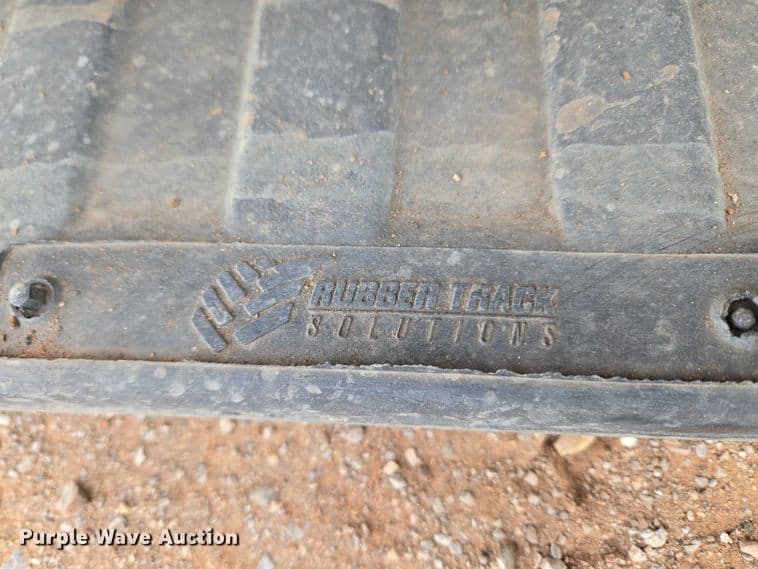 RUBBER TRACK
SOLUTIONS
Purple Wave Auction